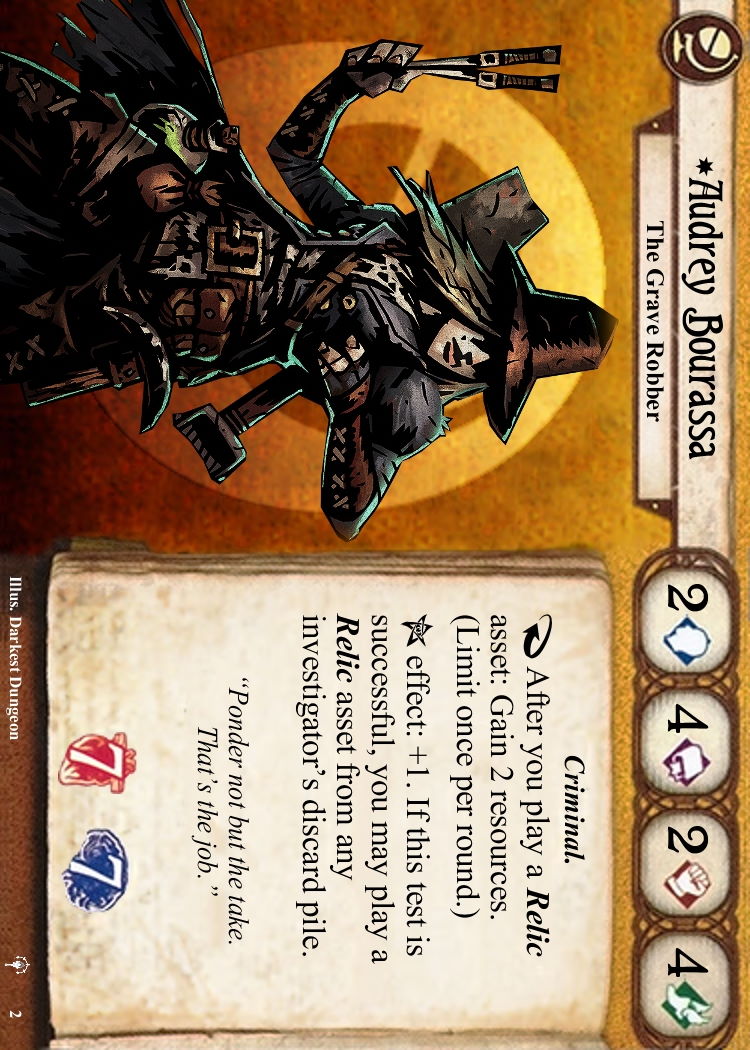 *Audrey Bourassa
The Grave Robber
2
4
2
4
Criminal.
After you play a Relic
asset: Gain 2 resources.
(Limit once per round.)
effect: +1. If this test is
successful, you may play a
Relic asset from any
investigator's discard pile.
“Ponder not but the take.
That's the job.”
7
7
Illus. Darkest Dungeon
2